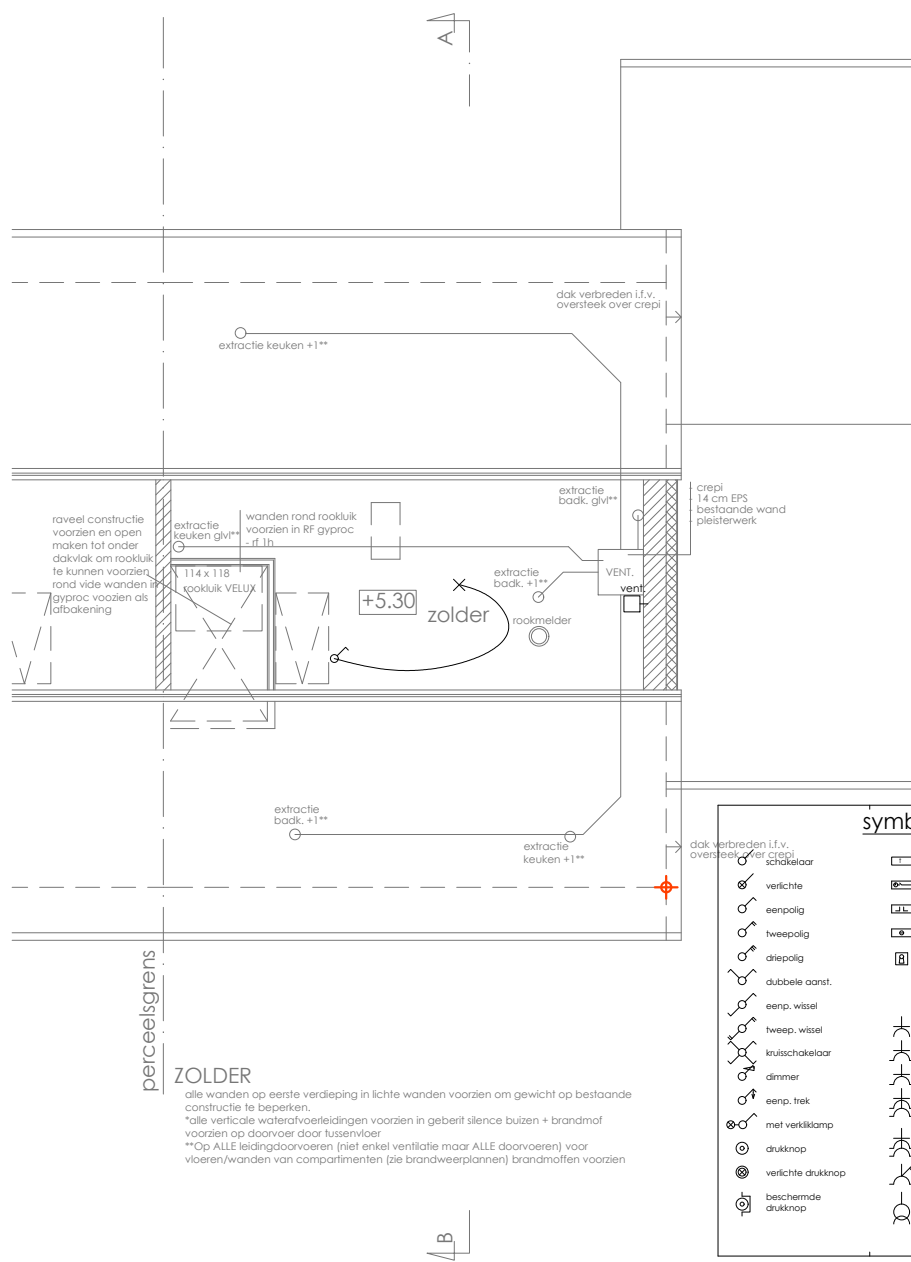 A
dak verbreden i.f.v.
oversteek over crepi
extractie keuken +1**
crepi
- 14 cm EPS
- bestaande wand
- pleisterwerk
extractie
badk. glvl**
raveel constructie
voorzien en open
maken tot onder
dakvlak om rookluik
te kunnen voorzien
rond vide wanden in
gyproc voozien als
afbakening
extractie
keuken glvl**
wanden rond rookluik
voorzien in RF gyproc
- rf 1h
114 x 118
rookluik VELUX
extractie
badk. +1**
VENT.
vent
+5.30
zolder
rookmelder
extractie
badk. +1**
extractie
keuken +1**
dak verbreden i.f.v.
oversteek over crepi
symb
schakelaar
verlichte
eenpolig
tweepolig
driepolig
dubbele aanst.
eenp. wissel
tweep. wissel
kruisschakelaar
dimmer
eenp. trek
met verkliklamp
drukknop
verlichte drukknop
beschermde
drukknop
perceelsgrens
ZOLDER
alle wanden op eerste verdieping in lichte wanden voorzien om gewicht op bestaande
constructie te beperken.
*alle verticale waterafvoerleidingen voorzien in geberit silence buizen + brandmof
voorzien op doorvoer door tussenvloer
**Op ALLE leidingdoorvoeren (niet enkel ventilatie maar ALLE doorvoeren) voor
vloeren/wanden van compartimenten (zie brandweerplannen) brandmoffen voorzien
B